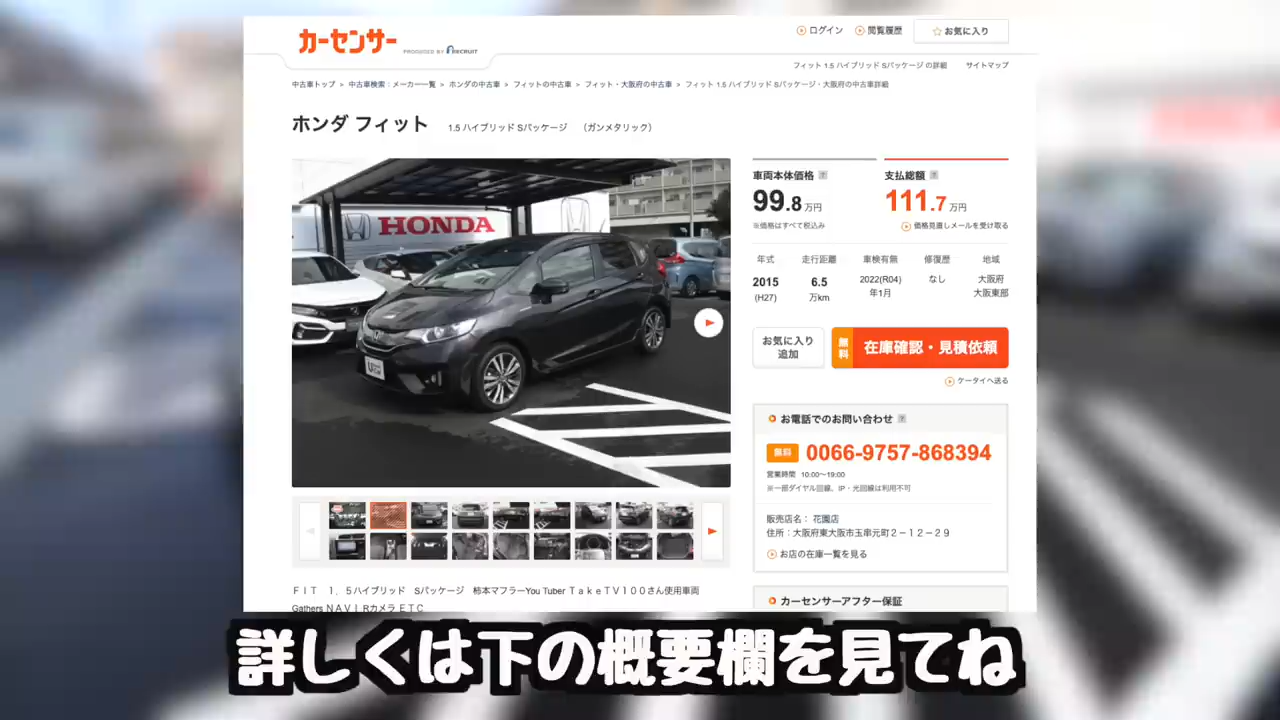 カーセンサー
PRODUCED BY RECRUIT
ログイン 閲覧履歴 ☆お気に入り
フィット 1.5 ハイブリッド Sパッケージ の詳細 サイトマップ
中古車トップ > 中古車検索：メーカー一覧 > ホンダの中古車 > フィットの中古車 > フィット・大阪府の中古車 > フィット 1.5 ハイブリッド Sパッケージ・大阪府の中古車詳細
ホンダ フィット 1.5 ハイブリッド Sパッケージ （ガンメタリック）
HONDA
車両本体価格 ?
99.8万円
※価格はすべて税込み
支払総額 ?
111.7万円
価格見直しメールを受け取る
年式 走行距離 車検有無 修復歴 地域
2015 6.5 2022(R04) なし 大阪府
(H27) 万km 年1月 大阪東部
お気に入り
追加
無料
在庫確認・見積依頼
ケータイへ送る
お電話でのお問い合わせ ?
無料 0066-9757-868394
営業時間 10:00〜19:00
※一部ダイヤル回線、IP・光回線は利用不可
販売店名： 花園店
住所：大阪府東大阪市玉串元町２－１２－２９
お店の在庫一覧を見る
カーセンサーアフター保証
ＦＩＴ １．５ハイブリッド Sパッケージ 柿本マフラーYou Tuber ＴａｋｅＴＶ１００さん使用車両
Gathers ＮＡＶＩ Rカメラ ＥＴＣ
詳しくは下の概要欄を見てね